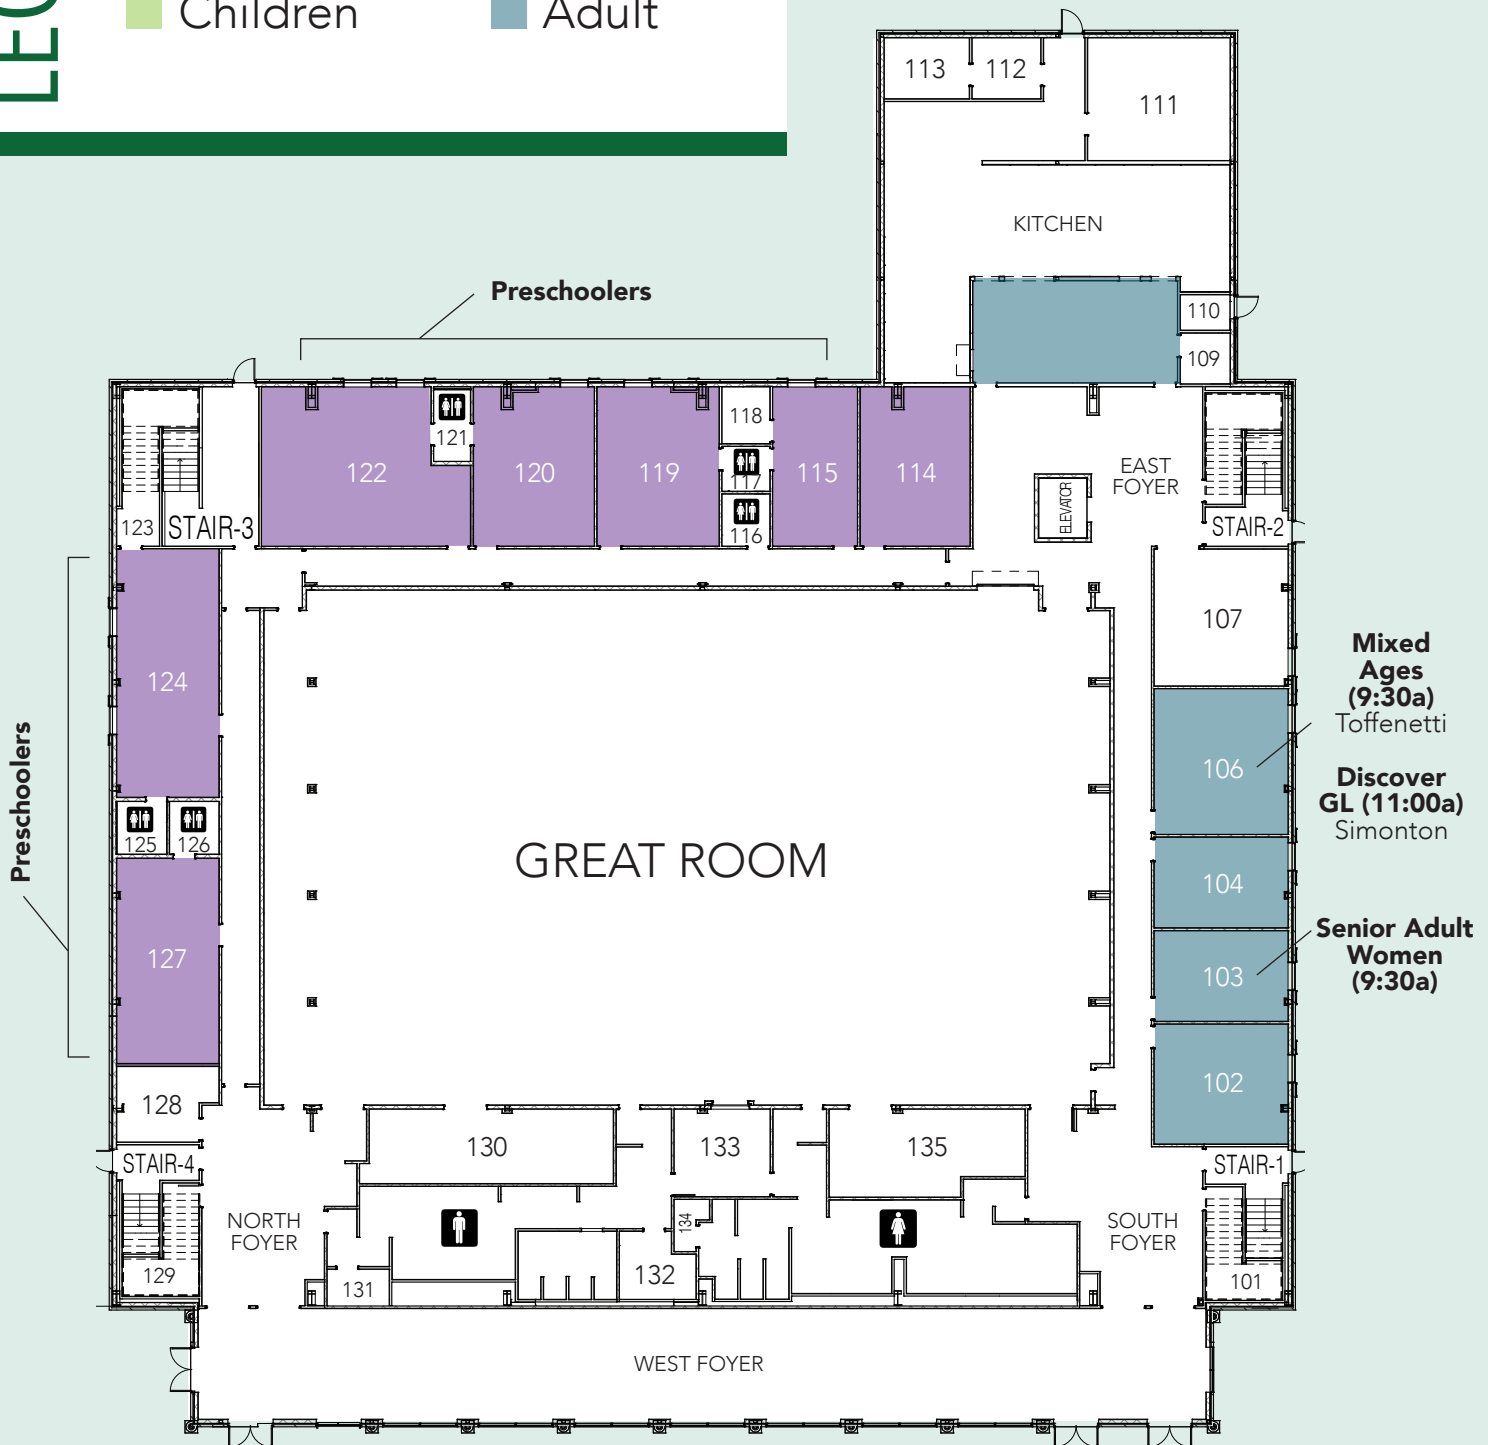 LEG
Children
Adult
113
112
111
KITCHEN
110
109
Preschoolers
118
121
122
120
119
117
115
114
116
EAST
FOYER
ELEVATOR
123
STAIR-3
STAIR-2
107
124
Mixed
Ages
(9:30a)
Toffenetti
106
Discover
GL (11:00a)
Simonton
Preschoolers
125
126
GREAT ROOM
104
127
103
Senior Adult
Women
(9:30a)
102
128
130
133
135
STAIR-4
STAIR-1
134
NORTH
FOYER
SOUTH
FOYER
129
131
132
101
WEST FOYER